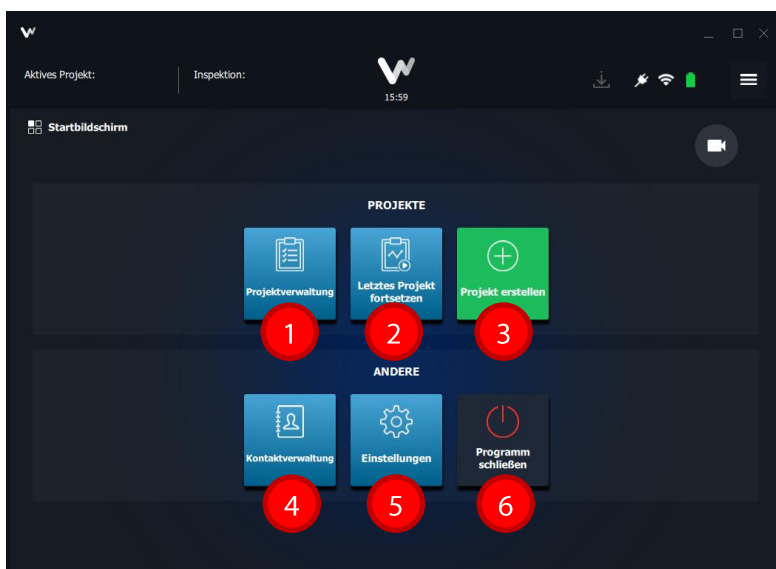 Aktives Projekt:
Inspektion:
15:59
Startbildschirm
PROJEKTE
Projektverwaltung
Letztes Projekt
fortsetzen
Projekt erstellen
1
2
3
ANDERE
Kontaktverwaltung
Einstellungen
Programm
schließen
4
5
6